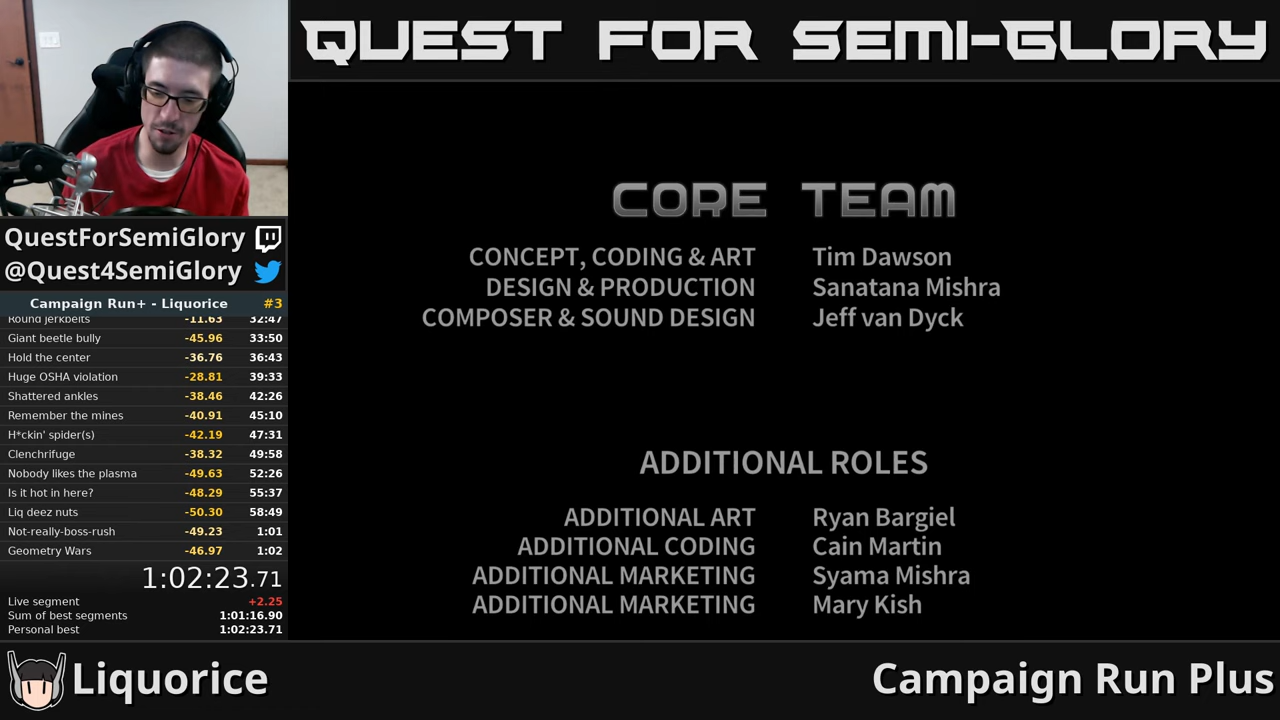 QUEST FOR SEMI-GLORY
QuestForSemiGlory
@Quest4SemiGlory
Campaign Run+ - Liquorice #3
Round jerkbelts -11.63 32:47
Giant beetle bully -45.96 33:50
Hold the center -36.76 36:43
Huge OSHA violation -28.81 39:33
Shattered ankles -38.46 42:26
Remember the mines -40.91 45:10
H*ckin' spider(s) -42.19 47:31
Clenchrifuge -38.32 49:58
Nobody likes the plasma -49.63 52:26
Is it hot in here? -48.29 55:37
Liq deez nuts -50.30 58:49
Not-really-boss-rush -49.23 1:01
Geometry Wars -46.97 1:02
1:02:23.71
Live segment +2.25
Sum of best segments 1:01:16.90
Personal best 1:02:23.71
CORE TEAM
CONCEPT, CODING & ART Tim Dawson
DESIGN & PRODUCTION Sanatana Mishra
COMPOSER & SOUND DESIGN Jeff van Dyck
ADDITIONAL ROLES
ADDITIONAL ART Ryan Bargiel
ADDITIONAL CODING Cain Martin
ADDITIONAL MARKETING Syama Mishra
ADDITIONAL MARKETING Mary Kish
Liquorice
Campaign Run Plus